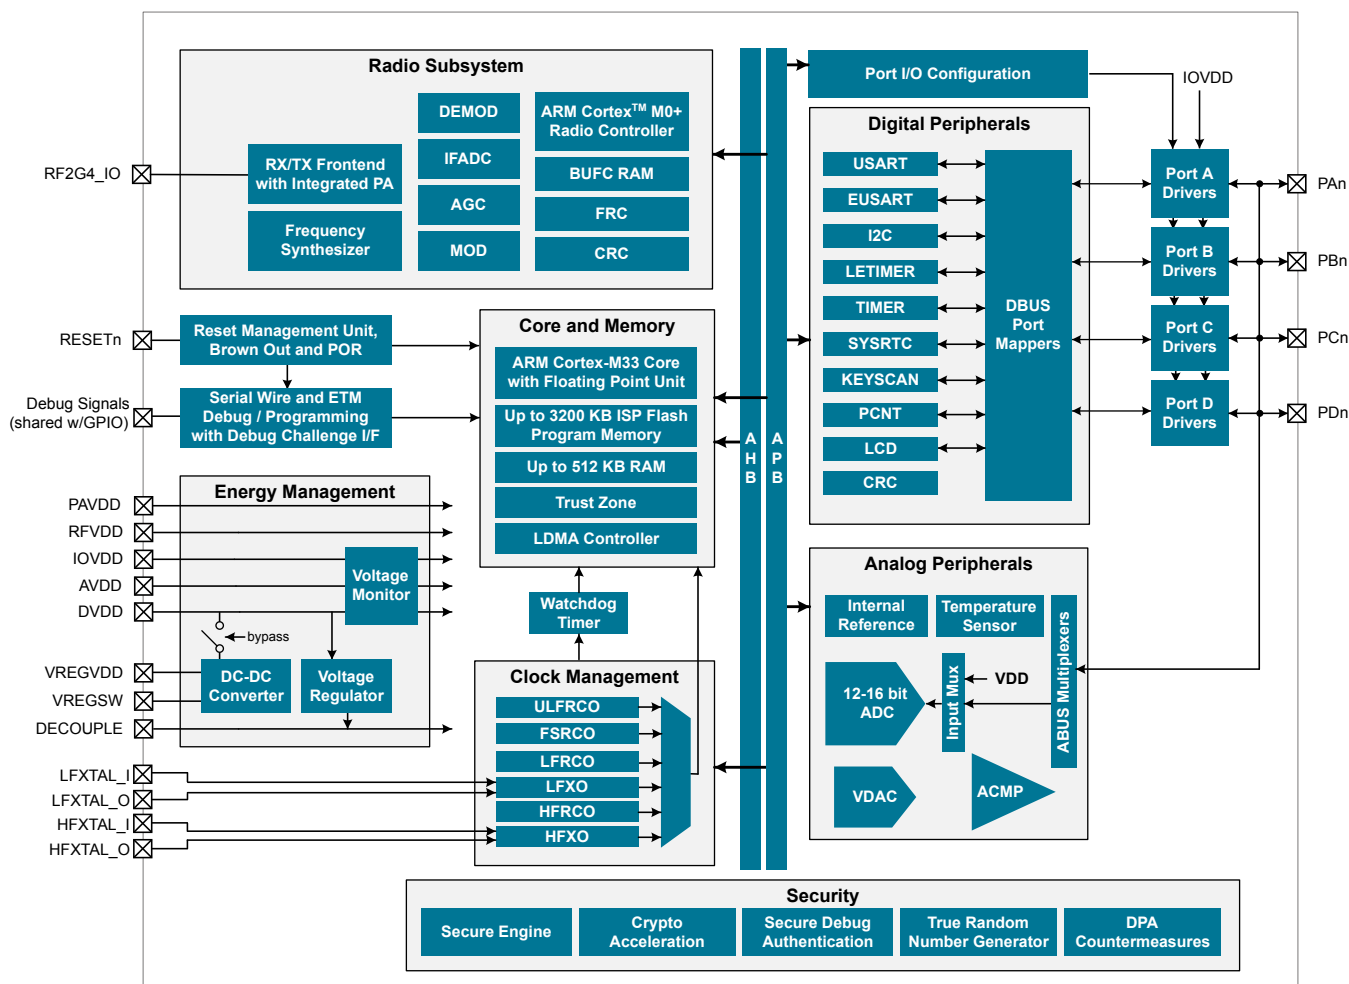 Radio Subsystem
DEMOD
ARM Cortex™ M0+
Radio Controller
RX/TX Frontend
with Integrated PA
IFADC
BUFC RAM
AGC
FRC
Frequency
Synthesizer
MOD
CRC
RF2G4_IO
RESETn
Reset Management Unit,
Brown Out and POR
Debug Signals
(shared w/GPIO)
Serial Wire and ETM
Debug / Programming
with Debug Challenge I/F
Core and Memory
ARM Cortex-M33 Core
with Floating Point Unit
Up to 3200 KB ISP Flash
Program Memory
Up to 512 KB RAM
Trust Zone
LDMA Controller
Energy Management
PAVDD
RFVDD
IOVDD
AVDD
DVDD
Voltage
Monitor
bypass
VREGVDD
VREGSW
DECOUPLE
DC-DC
Converter
Voltage
Regulator
Watchdog
Timer
Clock Management
ULFRCO
FSRCO
LFRCO
LFXO
HFRCO
HFXO
LFXTAL_I
LFXTAL_O
HFXTAL_I
HFXTAL_O
AHB
APB
Port I/O Configuration
IOVDD
Digital Peripherals
USART
EUSART
I2C
LETIMER
TIMER
SYSRTC
KEYSCAN
PCNT
LCD
CRC
DBUS
Port
Mappers
Port A
Drivers
Port B
Drivers
Port C
Drivers
Port D
Drivers
PAn
PBn
PCn
PDn
Analog Peripherals
Internal
Reference
Temperature
Sensor
12-16 bit
ADC
Input Mux
VDD
ABUS Multiplexers
VDAC
ACMP
Security
Secure Engine
Crypto
Acceleration
Secure Debug
Authentication
True Random
Number Generator
DPA
Countermeasures